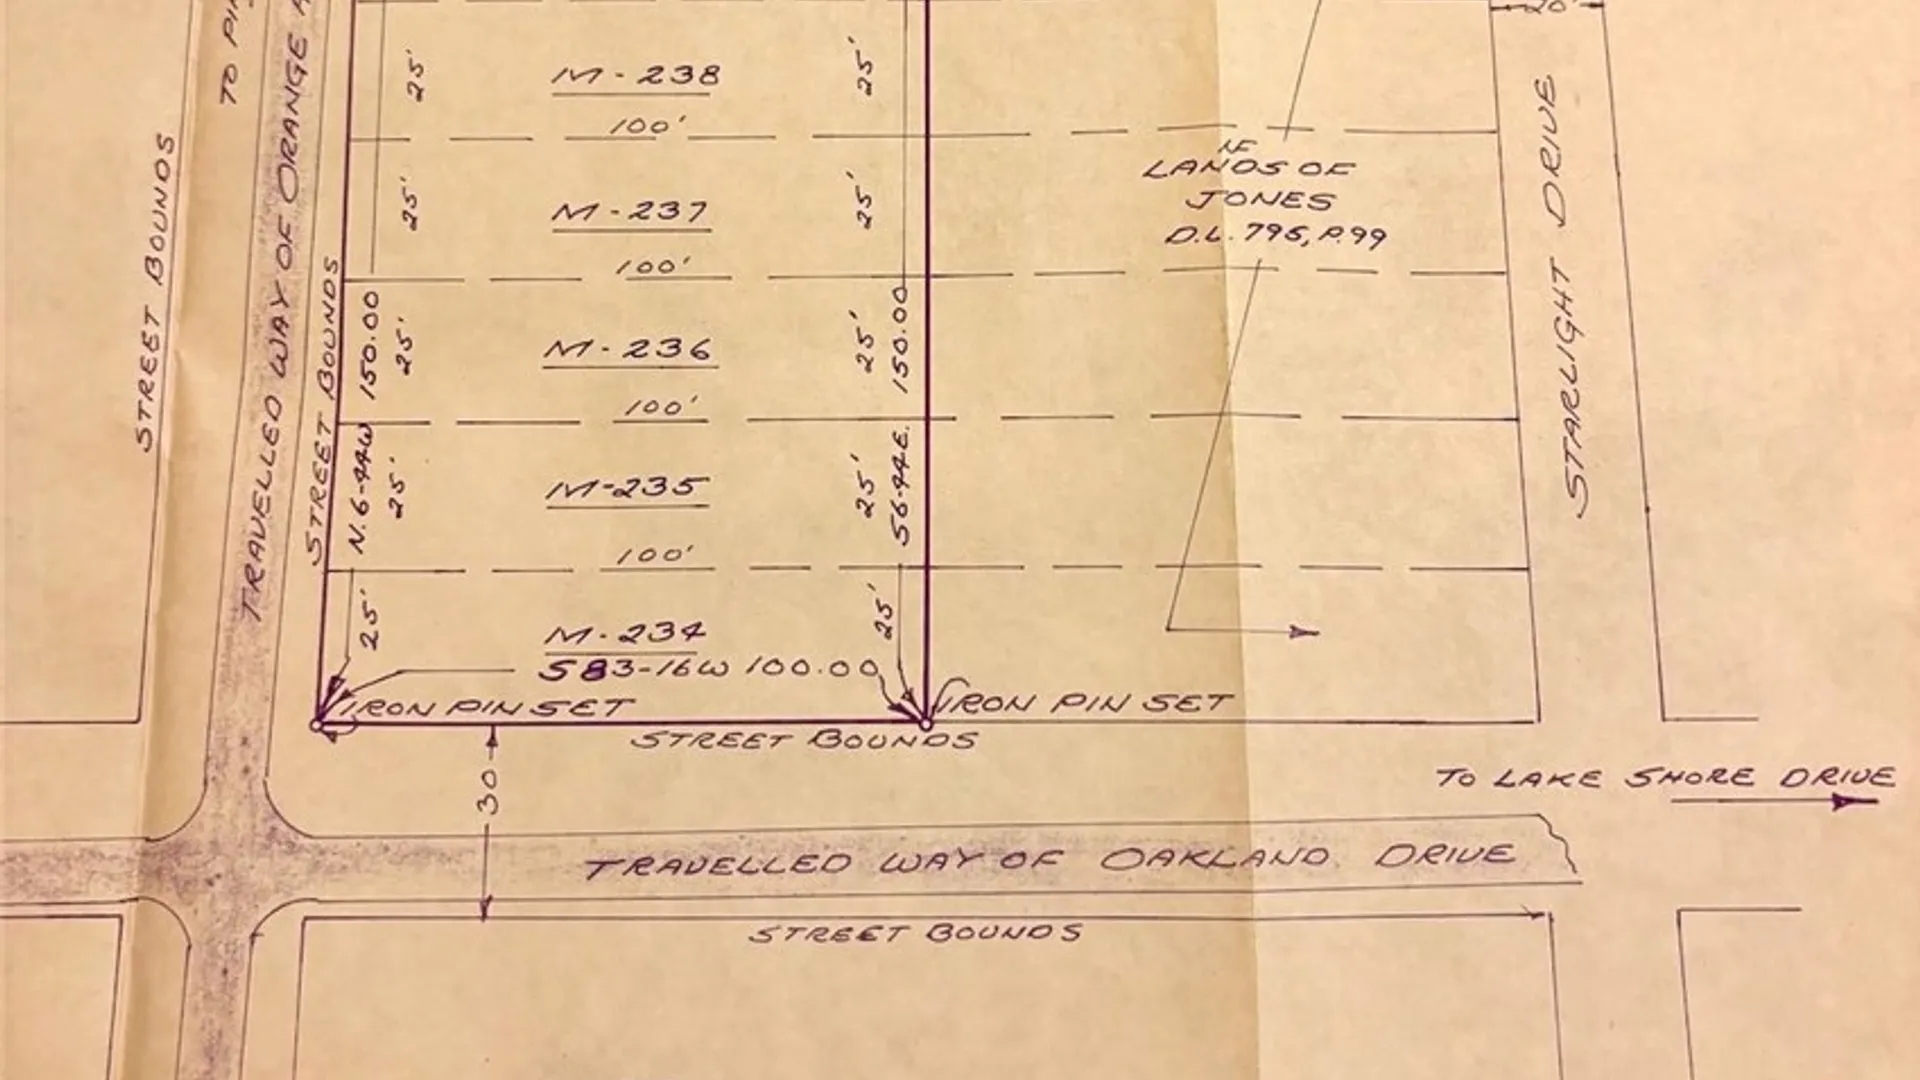 20'
TO
TRAVELLED WAY OF ORANGE
STREET BOUNDS
STREET BOUNDS
25'
M-238
25'
100'
25'
M-237
25'
100'
N.6-44W 150.00
25'
M-236
25'
S6-44E. 150.00
100'
25'
M-235
25'
100'
25'
M-234
25'
S83-16W 100.00
IRON PIN SET
IRON PIN SET
STREET BOUNDS
30
NF
LANDS OF
JONES
D.L. 795, P.99
STARLIGHT DRIVE
TO LAKE SHORE DRIVE
TRAVELLED WAY OF OAKLAND DRIVE
STREET BOUNDS